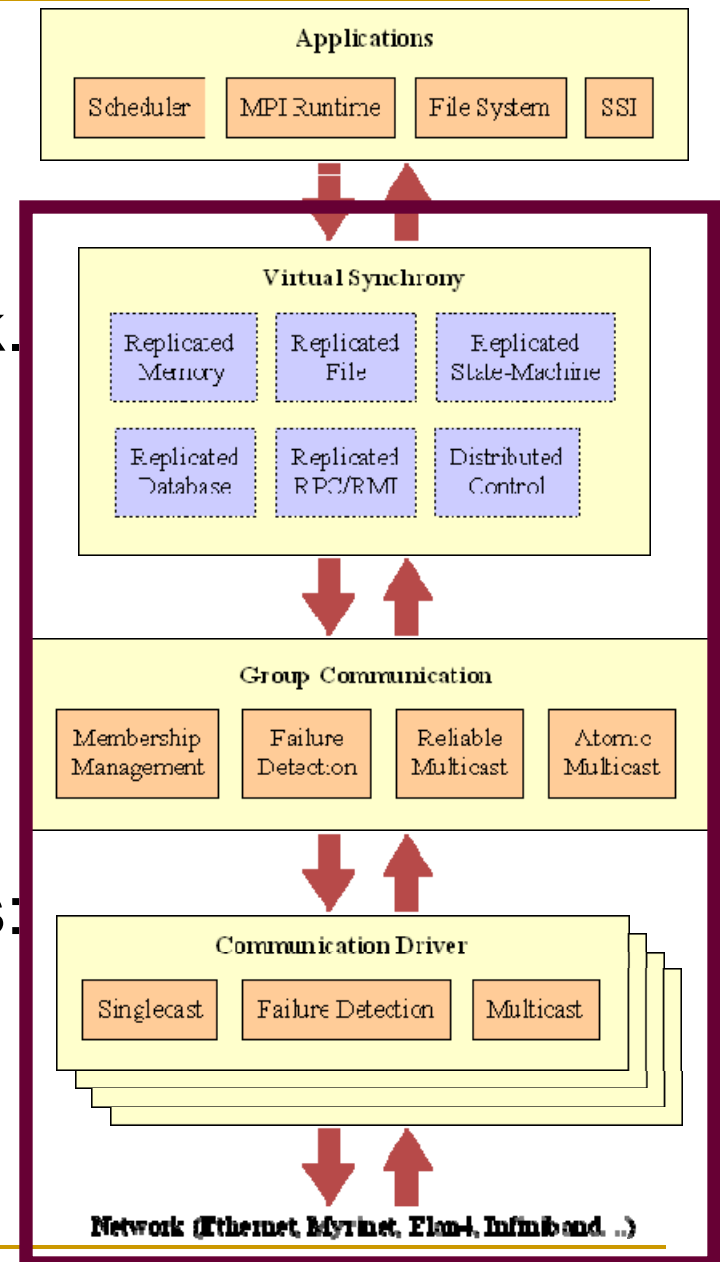 Applications
Scheduler MPI Runtime File System SSI
Virtual Synchrony
x.
Replicated Replicated Replicated
Memory File State-Machine
Replicated Replicated Distributed
Database RPC/RMI Control
Group Communication
Membership Failure Reliable Atomic
Management Detection Multicast Multicast
s:
Communication Driver
Singlecast Failure Detection Multicast
Network (Ethernet, Myrinet, Elan4, Infiniband...)